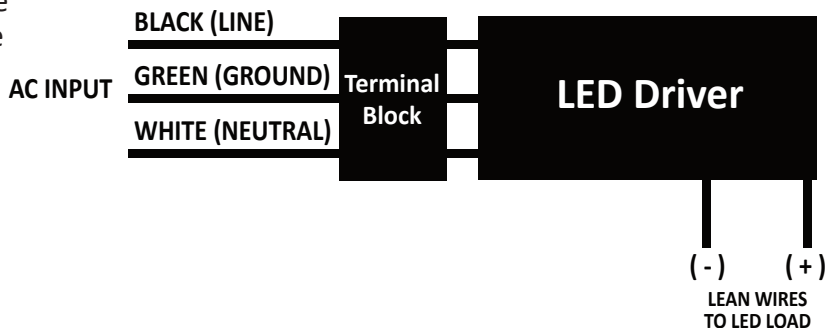 BLACK (LINE)
AC INPUT
GREEN (GROUND)
WHITE (NEUTRAL)
Terminal
Block
LED Driver
( - )
( + )
LEAN WIRES
TO LED LOAD